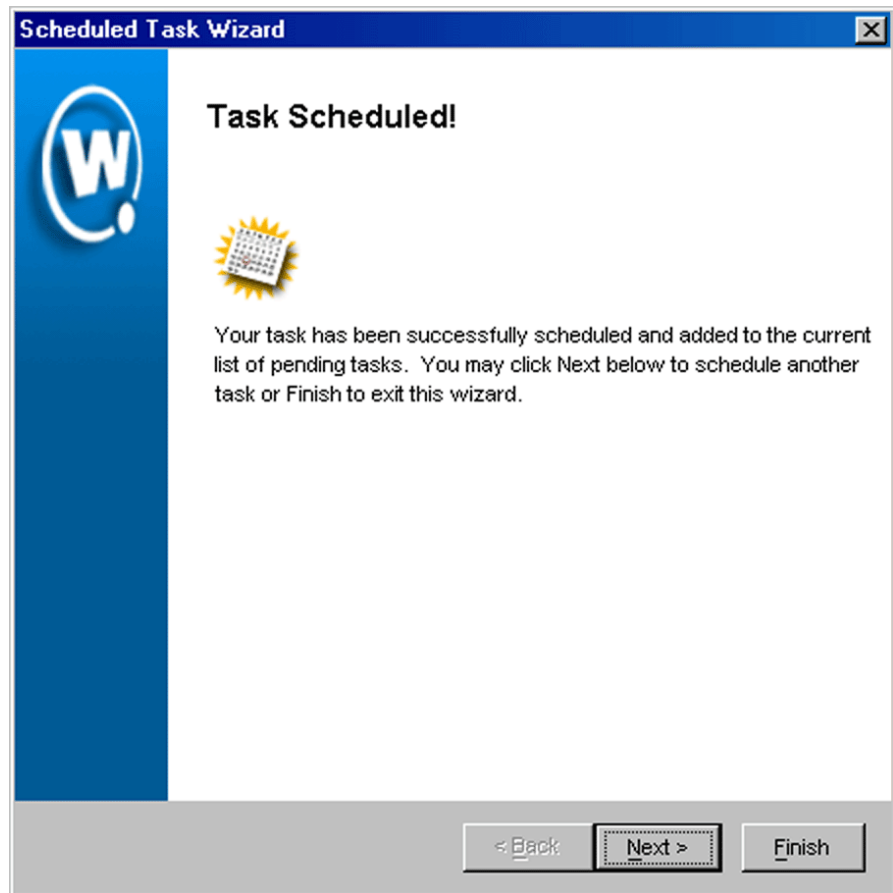 Scheduled Task Wizard
W
Task Scheduled!
Your task has been successfully scheduled and added to the current
list of pending tasks.  You may click Next below to schedule another
task or Finish to exit this wizard.
< Back
Next >
Finish